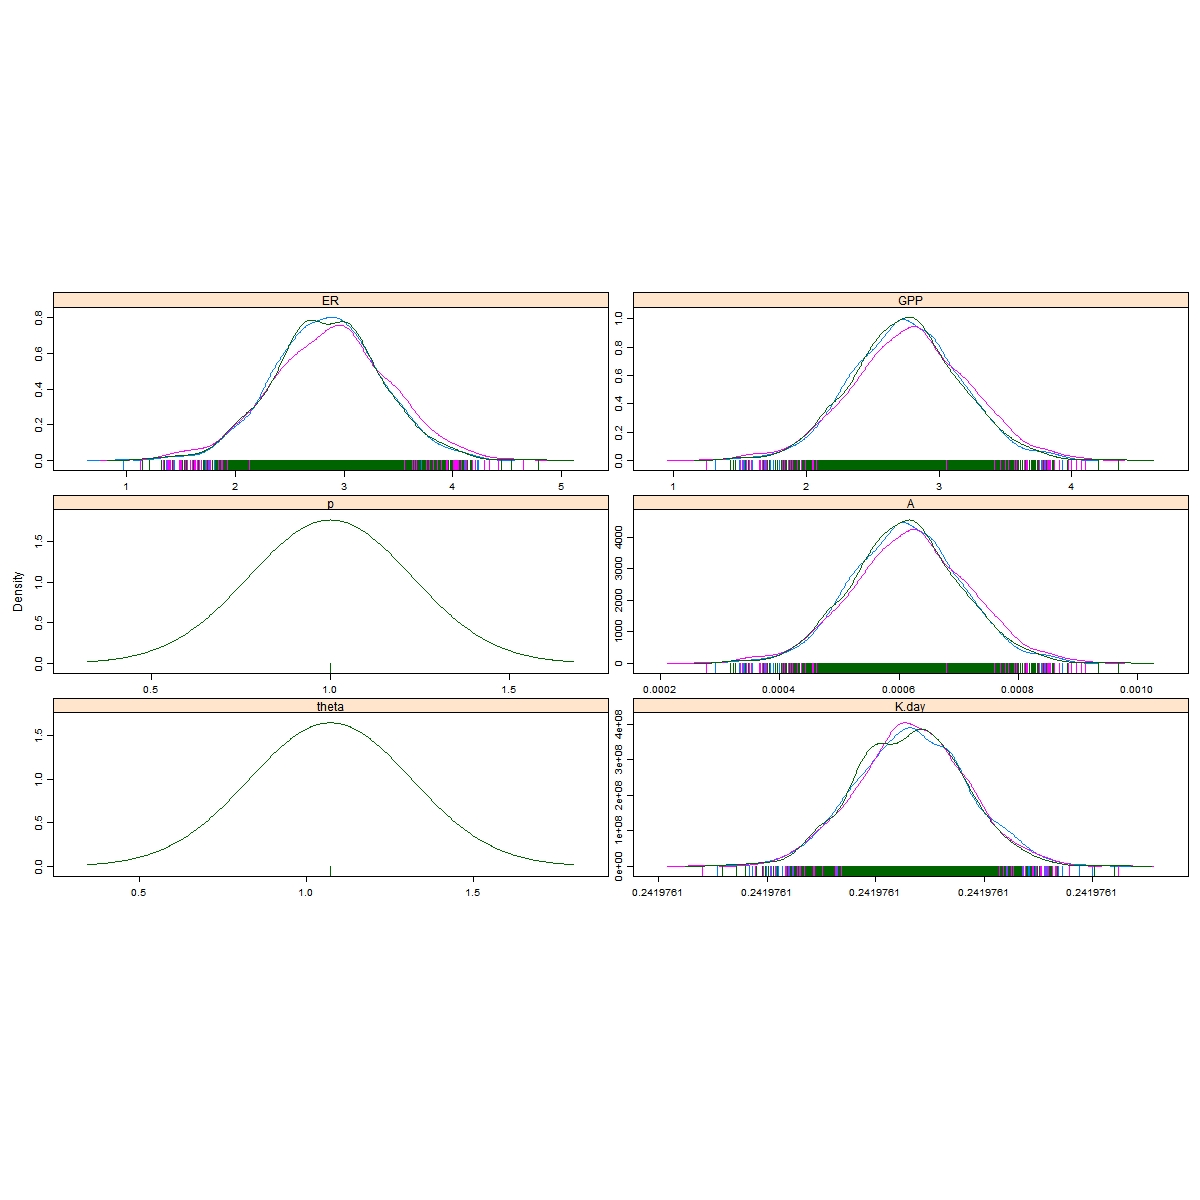 ER
GPP
0.0 0.2 0.4 0.6 0.8
0.0 0.2 0.4 0.6 0.8 1.0
1 2 3 4 5
1 2 3 4
p
A
Density
0.0 0.5 1.0 1.5
0 1000 2000 3000 4000
0.5 1.0 1.5
0.0002 0.0004 0.0006 0.0008 0.0010
theta
K.day
0.0 0.5 1.0 1.5
0e+00 1e+08 2e+08 3e+08 4e+08
0.5 1.0 1.5
0.2419761 0.2419761 0.2419761 0.2419761 0.2419761